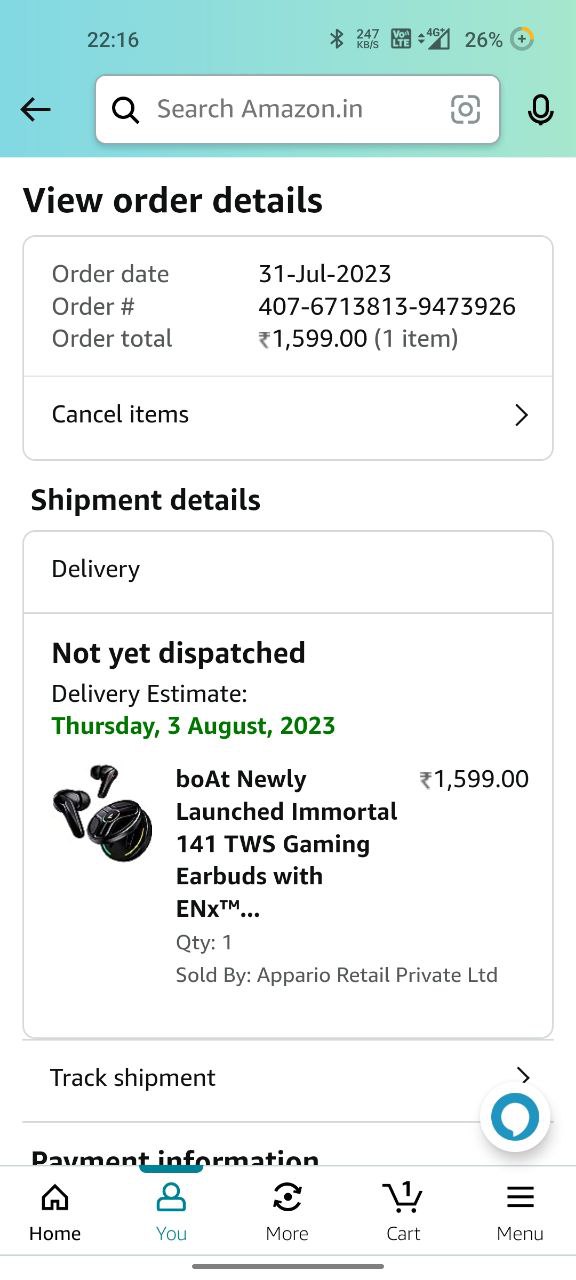 22:16
247
KB/S
Vo))
LTE
4G+
26%
Search Amazon.in
View order details
Order date 31-Jul-2023
Order # 407-6713813-9473926
Order total ₹1,599.00 (1 item)
Cancel items
Shipment details
Delivery
Not yet dispatched
Delivery Estimate:
Thursday, 3 August, 2023
boAt Newly ₹1,599.00
Launched Immortal
141 TWS Gaming
Earbuds with
ENx™...
Qty: 1
Sold By: Appario Retail Private Ltd
Track shipment
Payment information
1
Home You More Cart Menu